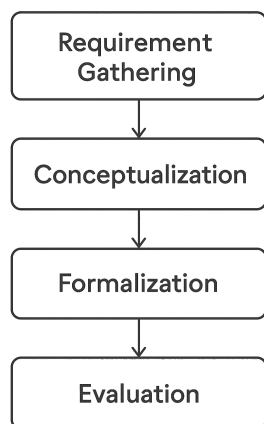 Requirement
Gathering
Conceptualization
Formalization
Evaluation